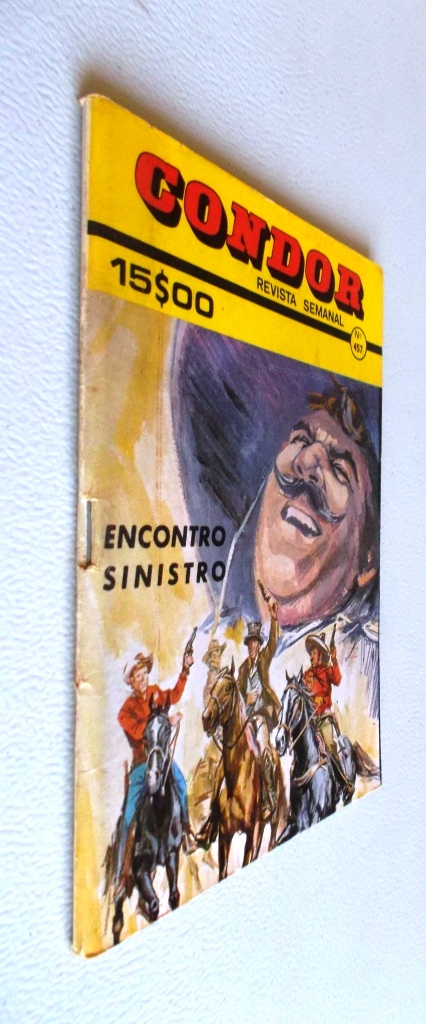 CONDOR
REVISTA SEMANAL
15$00
Nº
457
ENCONTRO
SINISTRO